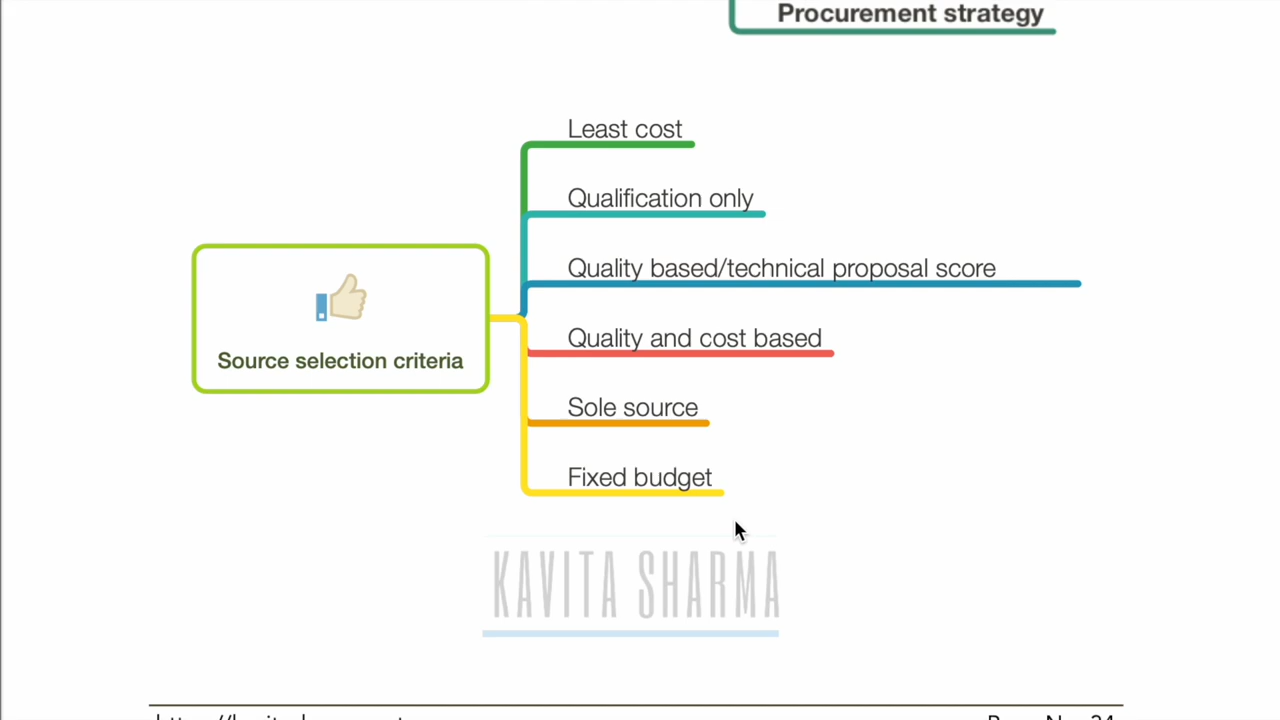 Procurement strategy
Least cost
Qualification only
Quality based/technical proposal score
Source selection criteria
Quality and cost based
Sole source
Fixed budget
KAVITA SHARMA